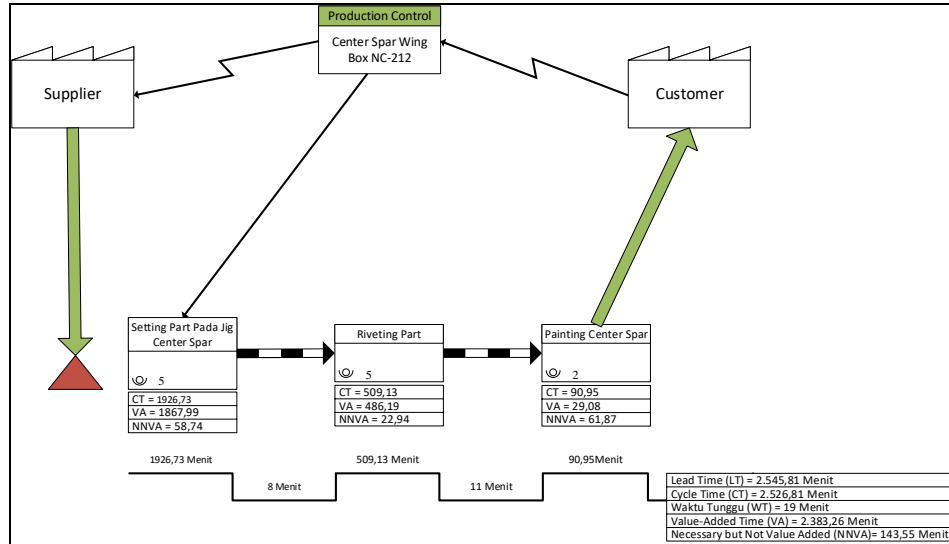 Production Control
Center Spar Wing
Box NC-212
Supplier
Customer
Setting Part Pada Jig
Center Spar
5
CT = 1926,73
VA = 1867,99
NNVA = 58,74
Riveting Part
5
CT = 509,13
VA = 486,19
NNVA = 22,94
Painting Center Spar
2
CT = 90,95
VA = 29,08
NNVA = 61,87
1926,73 Menit
8 Menit
509,13 Menit
11 Menit
90,95Menit
Lead Time (LT) = 2.545,81 Menit
Cycle Time (CT) = 2.526,81 Menit
Waktu Tunggu (WT) = 19 Menit
Value-Added Time (VA) = 2.383,26 Menit
Necessary but Not Value Added (NNVA)= 143,55 Menit